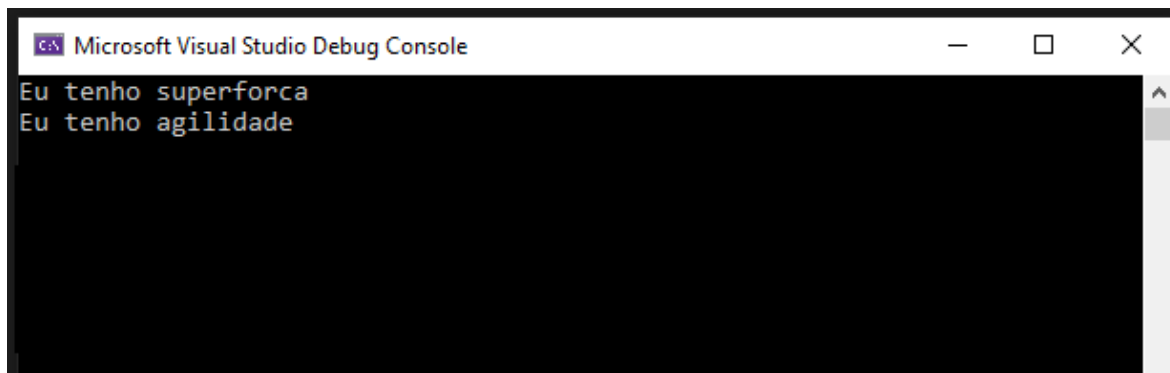 Microsoft Visual Studio Debug Console
Eu tenho superforca
Eu tenho agilidade